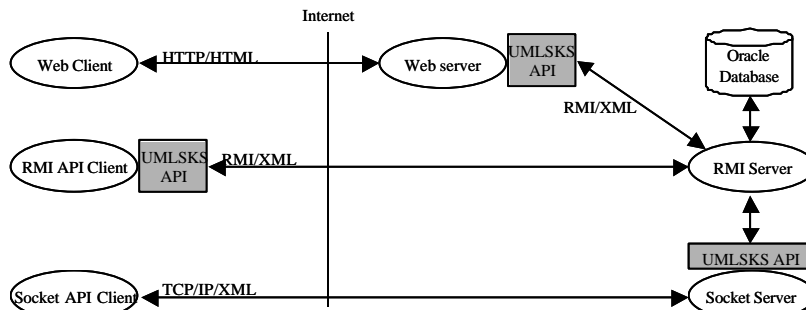 Internet
Web Client
HTTP/HTML
Web server
UMLSKS
API
Oracle
Database
RMI/XML
RMI API Client
UMLSKS
API
RMI/XML
RMI Server
UMLSKS API
Socket API Client
TCP/IP/XML
Socket Server